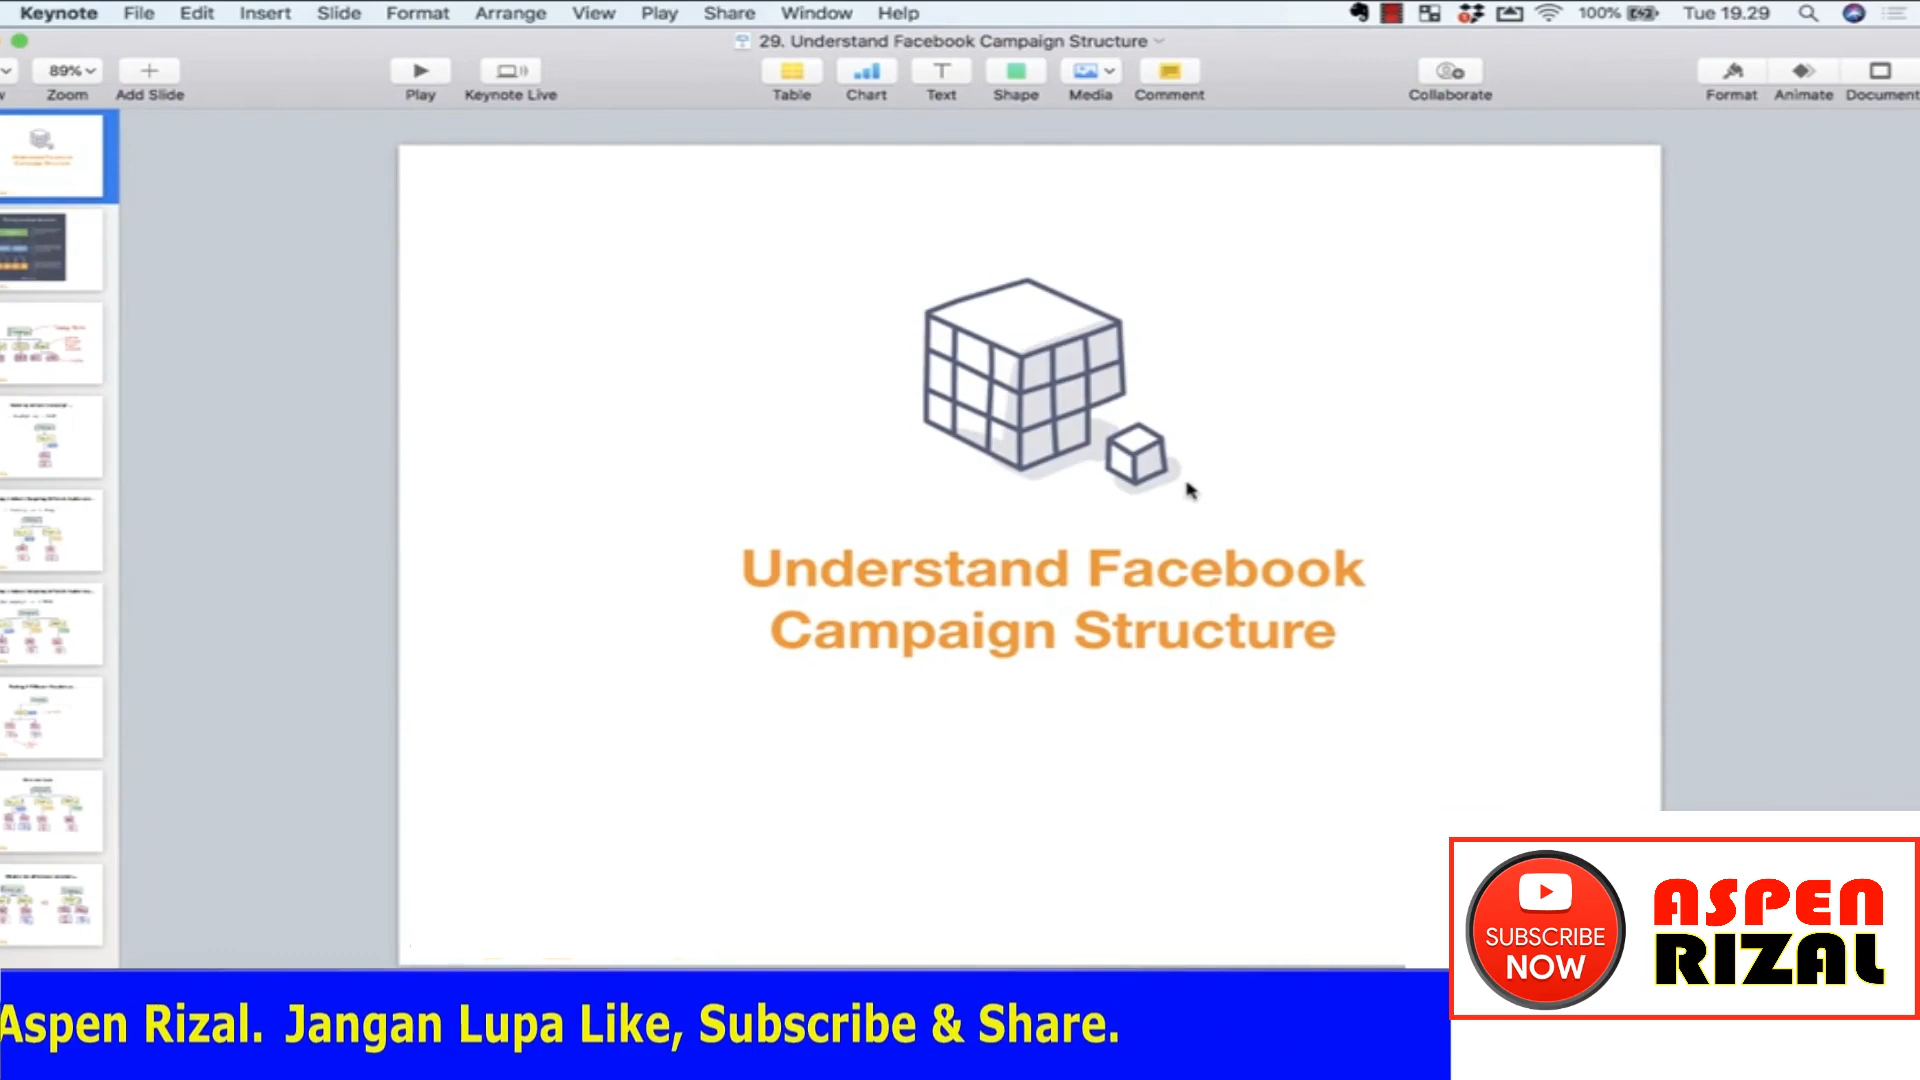 Keynote File Edit Insert Slide Format Arrange View Play Share Window Help 100% Tue 19.29
29. Understand Facebook Campaign Structure
89%
Zoom Add Slide Play Keynote Live Table Chart Text Shape Media Comment Collaborate Format Animate Document
Understand Facebook
Campaign Structure
SUBSCRIBE
NOW
ASPEN
RIZAL
Aspen Rizal. Jangan Lupa Like, Subscribe & Share.